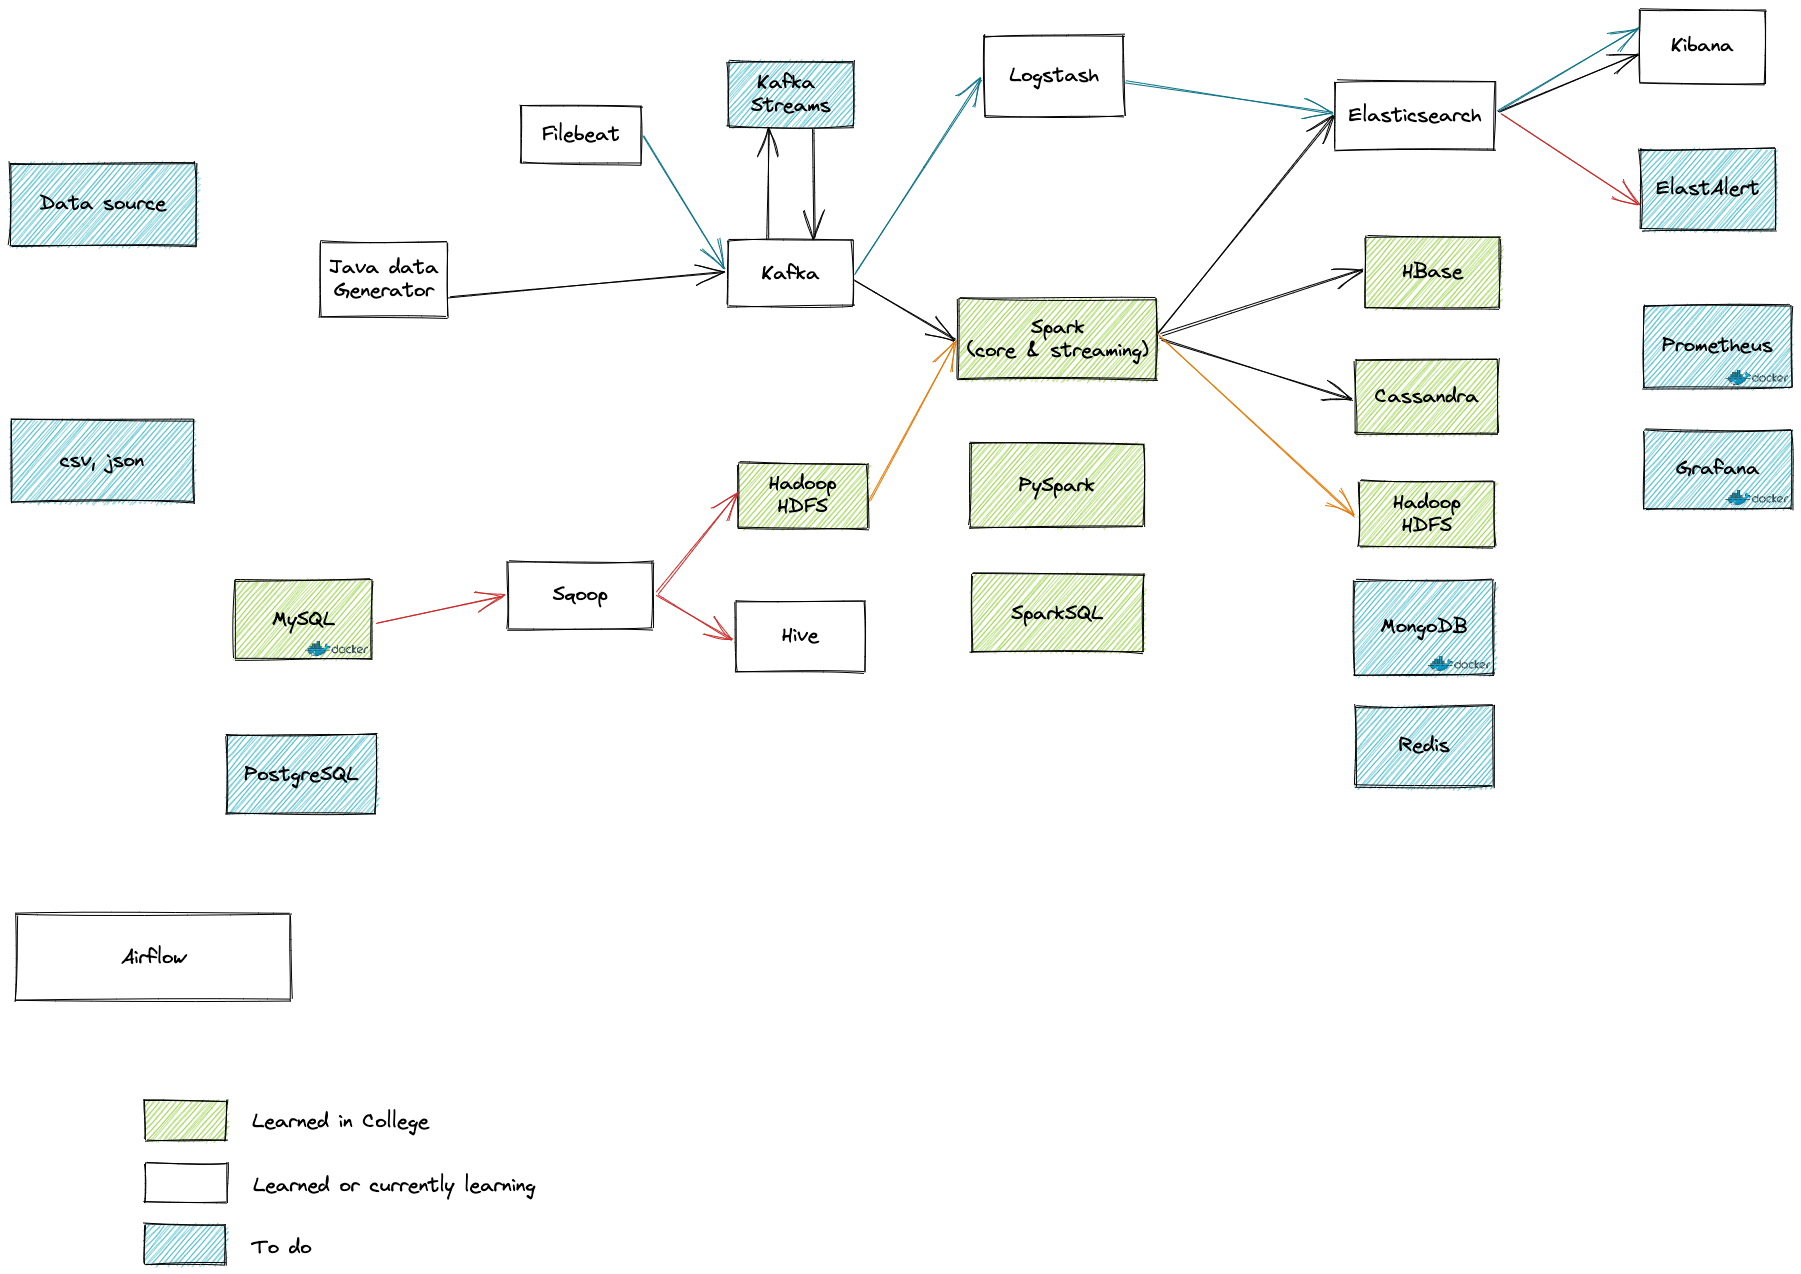 Kibana
Logstash
Kafka
Streams
Elasticsearch
Filebeat
ElastAlert
Data source
Java data
Generator
Kafka
HBase
Spark
(core & streaming)
Prometheus
docker
Cassandra
csv, json
Hadoop
HDFS
PySpark
Hadoop
HDFS
Grafana
docker
MySQL
docker
Sqoop
Hive
SparkSQL
MongoDB
docker
PostgreSQL
Redis
Airflow
Learned in College
Learned or currently learning
To do